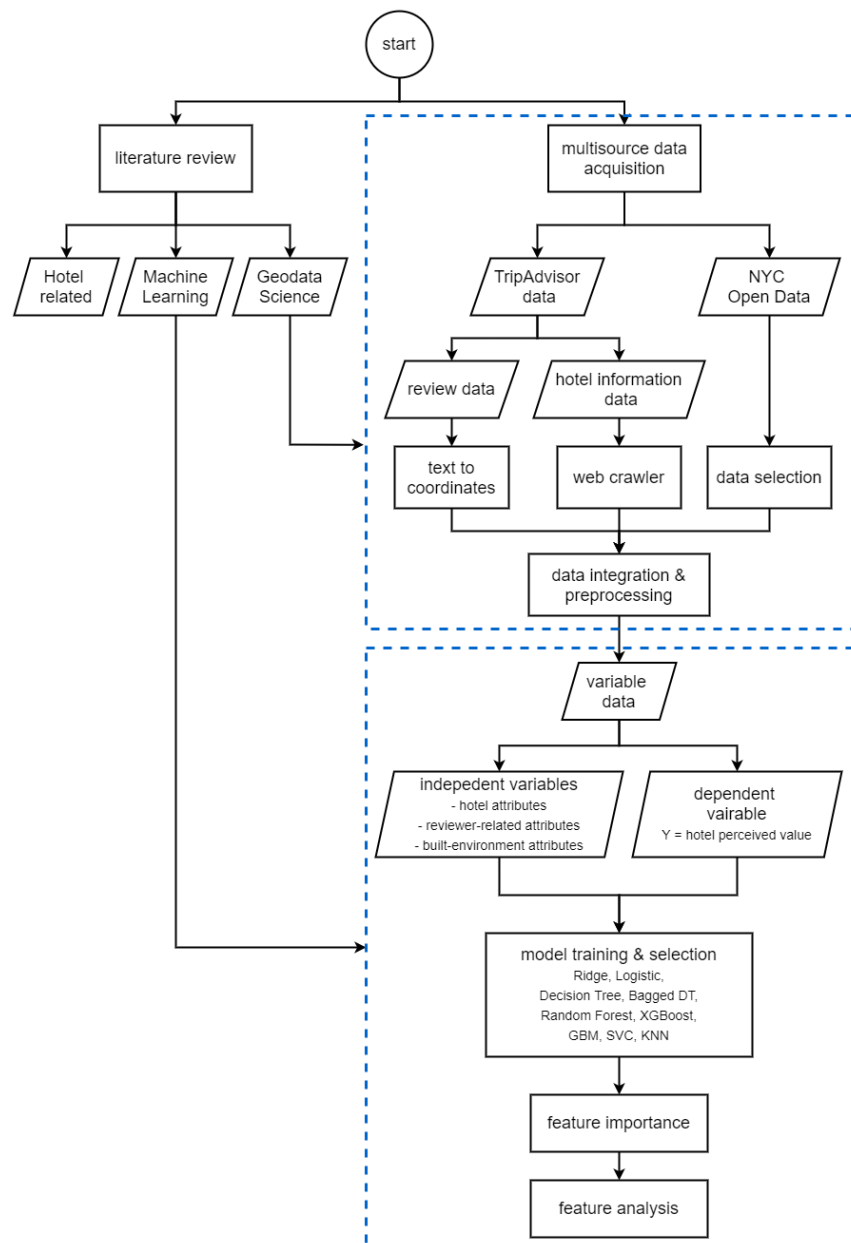 start
literature review
multisource data
acquisition
Hotel
related
Machine
Learning
Geodata
Science
TripAdvisor
data
NYC
Open Data
review data
hotel information
data
text to
coordinates
web crawler
data selection
data integration &
preprocessing
variable
data
indepedent variables
- hotel attributes
- reviewer-related attributes
- built-environment attributes
dependent
vairable
Y = hotel perceived value
model training & selection
Ridge, Logistic,
Decision Tree, Bagged DT,
Random Forest, XGBoost,
GBM, SVC, KNN
feature importance
feature analysis